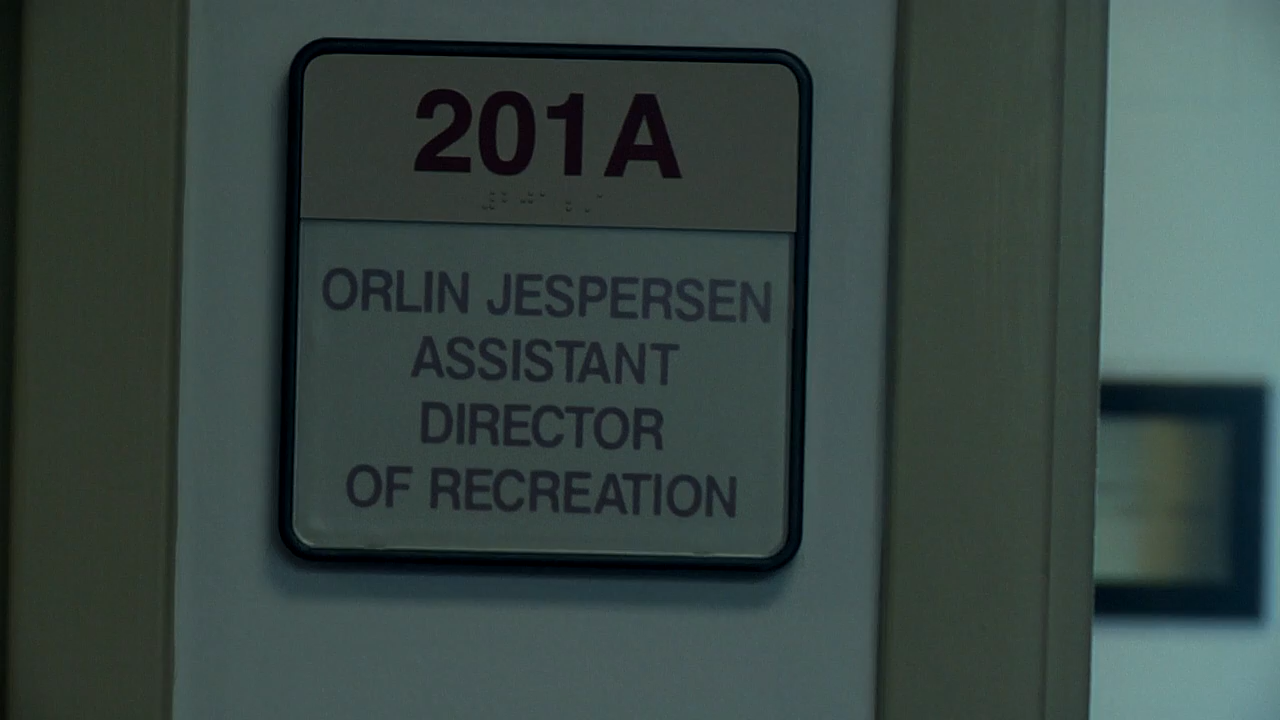 201A
ORLIN JESPERSEN
ASSISTANT
DIRECTOR
OF RECREATION